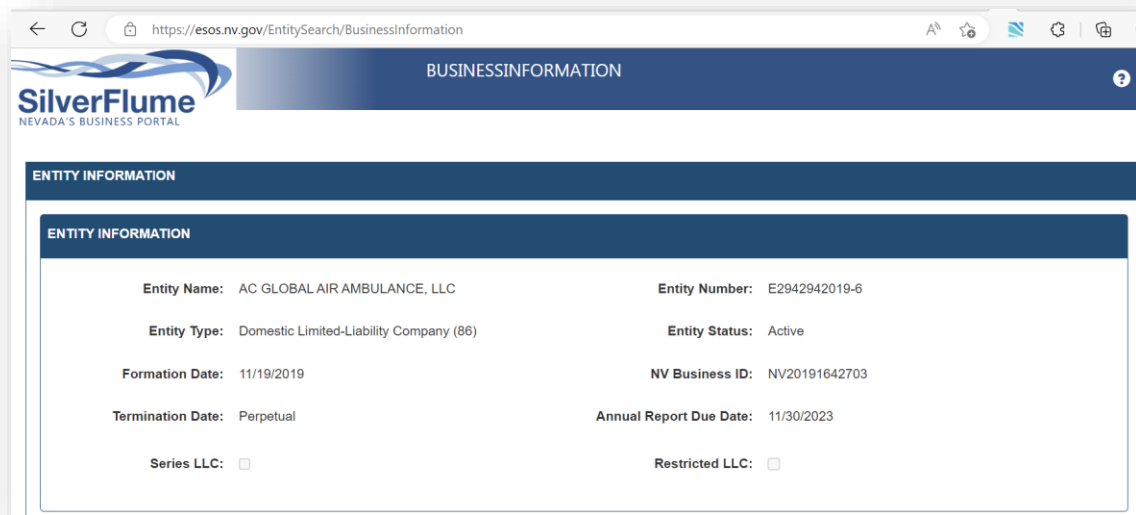 https://esos.nv.gov/EntitySearch/BusinessInformation
SilverFlume
NEVADA'S BUSINESS PORTAL
BUSINESSINFORMATION
?
ENTITY INFORMATION
ENTITY INFORMATION
Entity Name: AC GLOBAL AIR AMBULANCE, LLC Entity Number: E2942942019-6
Entity Type: Domestic Limited-Liability Company (86) Entity Status: Active
Formation Date: 11/19/2019 NV Business ID: NV20191642703
Termination Date: Perpetual Annual Report Due Date: 11/30/2023
Series LLC: Restricted LLC: